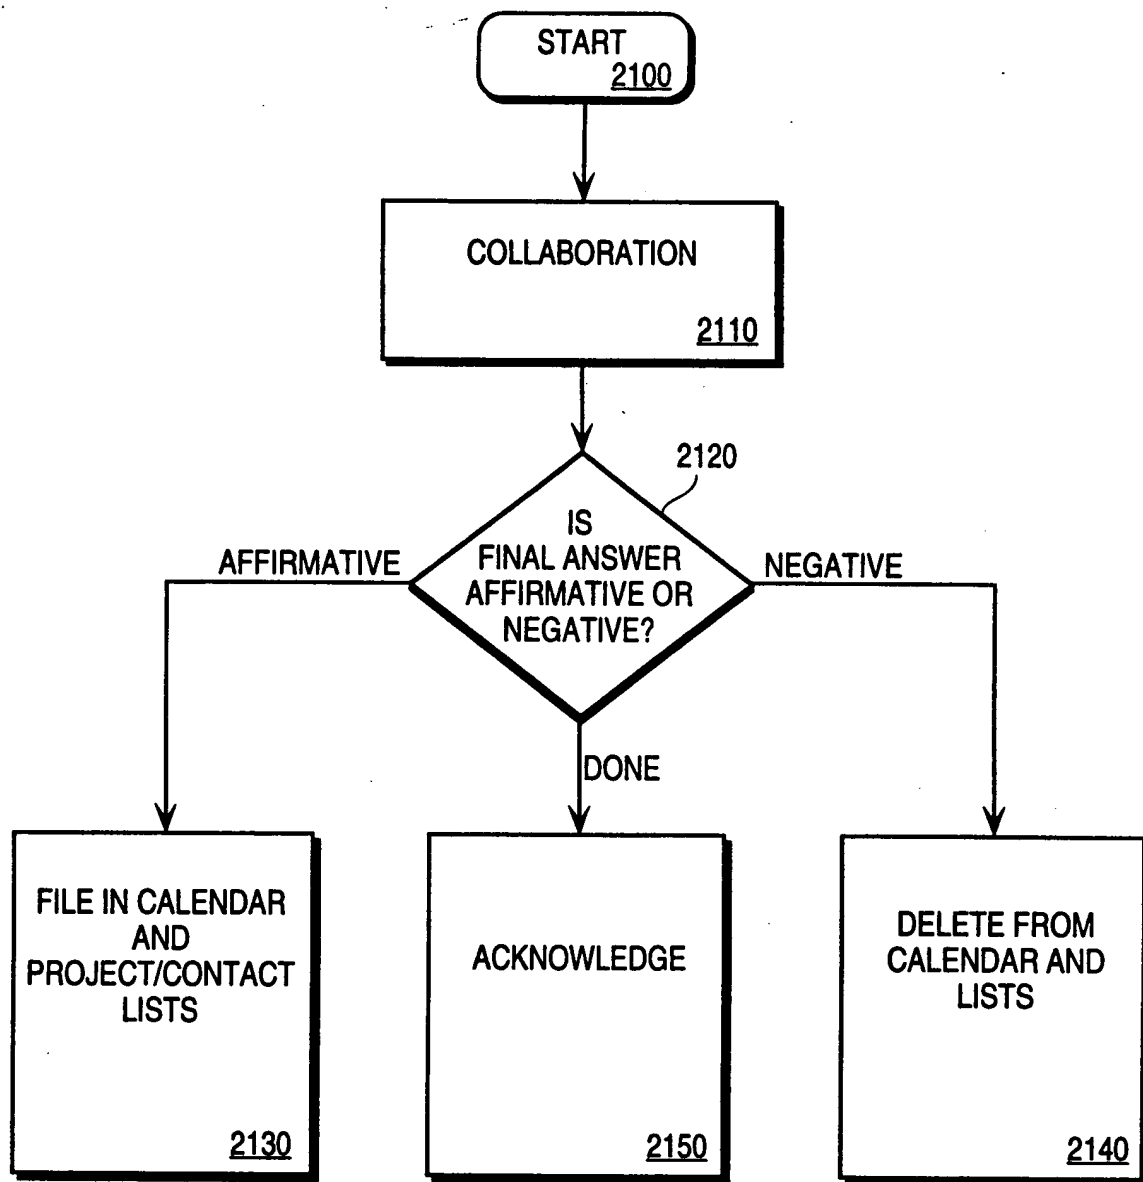 START
2100
COLLABORATION
2110
2120
IS
FINAL ANSWER
AFFIRMATIVE OR
NEGATIVE?
AFFIRMATIVE
NEGATIVE
DONE
FILE IN CALENDAR
AND
PROJECT/CONTACT
LISTS
2130
ACKNOWLEDGE
2150
DELETE FROM
CALENDAR AND
LISTS
2140